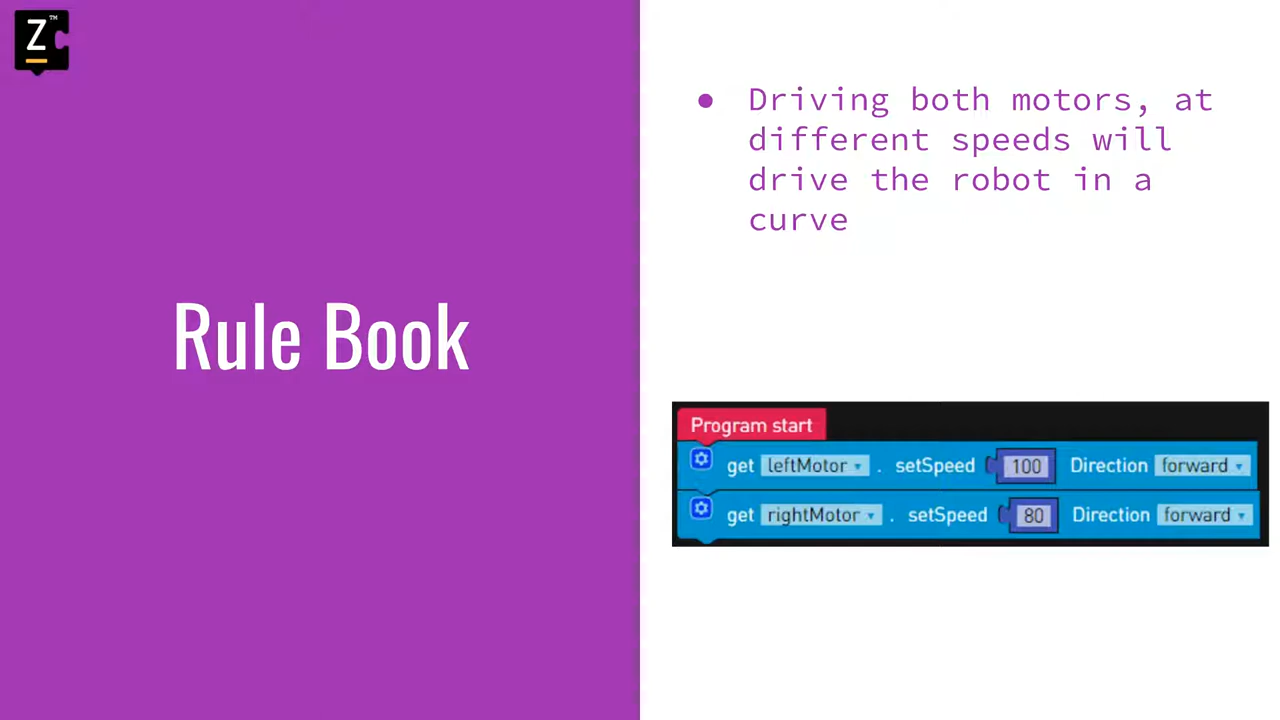 Z™
Rule Book
● Driving both motors, at
different speeds will
drive the robot in a
curve
Program start
get leftMotor . setSpeed 100 Direction forward
get rightMotor . setSpeed 80 Direction forward